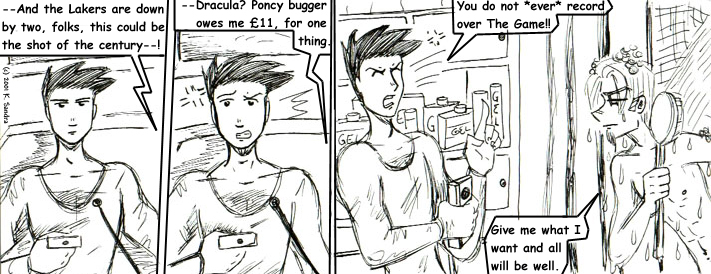 --And the Lakers are down
by two, folks, this could be
the shot of the century--!
(c) 2001 K. Sandra
--Dracula? Poncy bugger
owes me £11, for one
thing.
You do not *ever* record
over The Game!!
GEL
GEL
GEL
Give me what I
want and all
will be well.